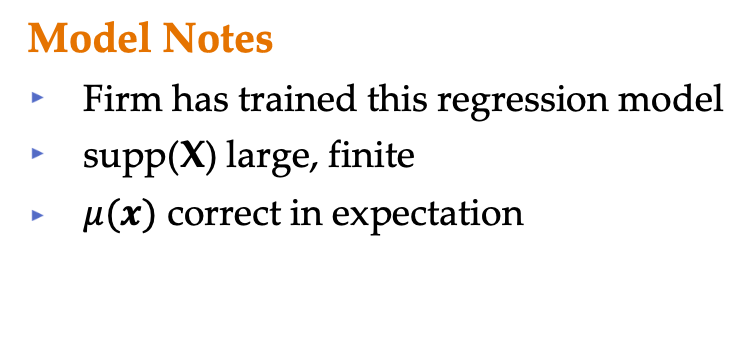 Model Notes
▸ Firm has trained this regression model
▸ supp(X) large, finite
▸ μ(x) correct in expectation